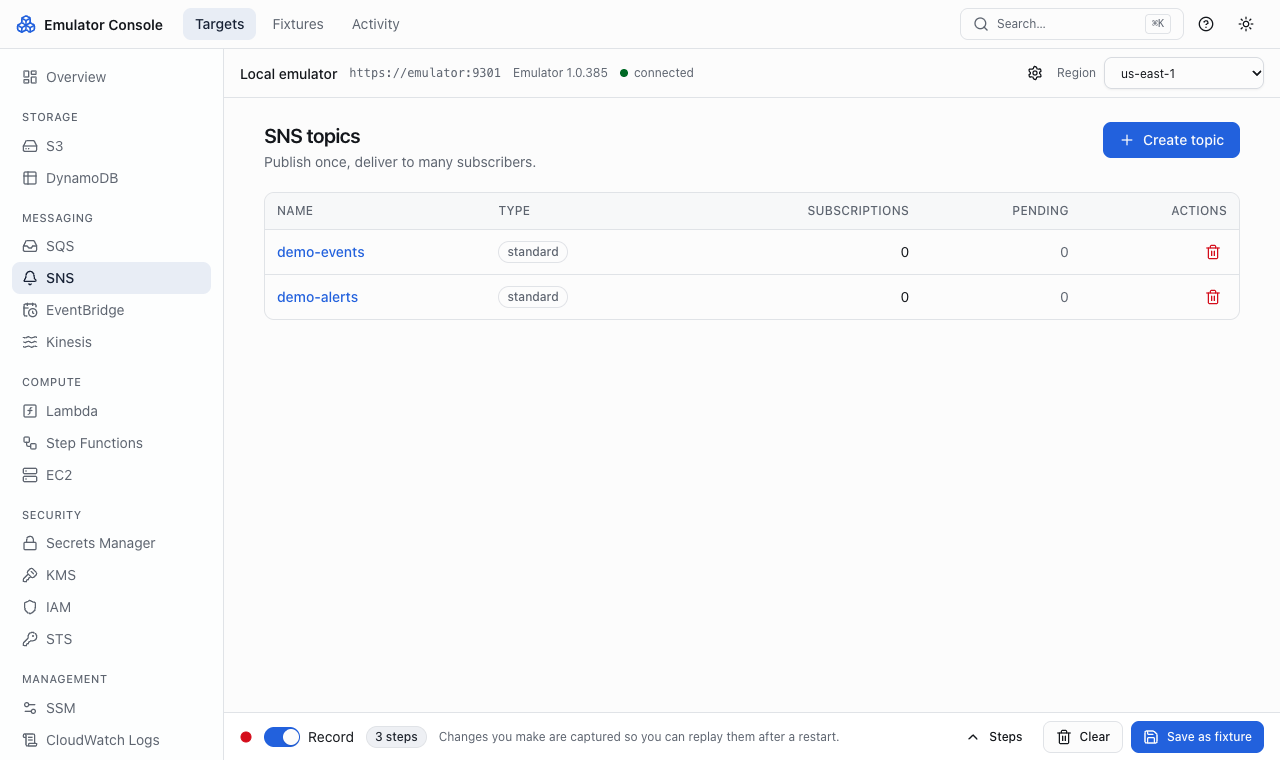 Emulator Console
Targets
Fixtures
Activity
Search...
⌘K
Overview
STORAGE
S3
DynamoDB
MESSAGING
SQS
SNS
EventBridge
Kinesis
COMPUTE
Lambda
Step Functions
EC2
SECURITY
Secrets Manager
KMS
IAM
STS
MANAGEMENT
SSM
CloudWatch Logs
Local emulator https://emulator:9301 Emulator 1.0.385 connected
Region us-east-1
SNS topics
Publish once, deliver to many subscribers.
Create topic
NAME TYPE SUBSCRIPTIONS PENDING ACTIONS
demo-events standard 0 0
demo-alerts standard 0 0
Record 3 steps Changes you make are captured so you can replay them after a restart.
Steps Clear Save as fixture